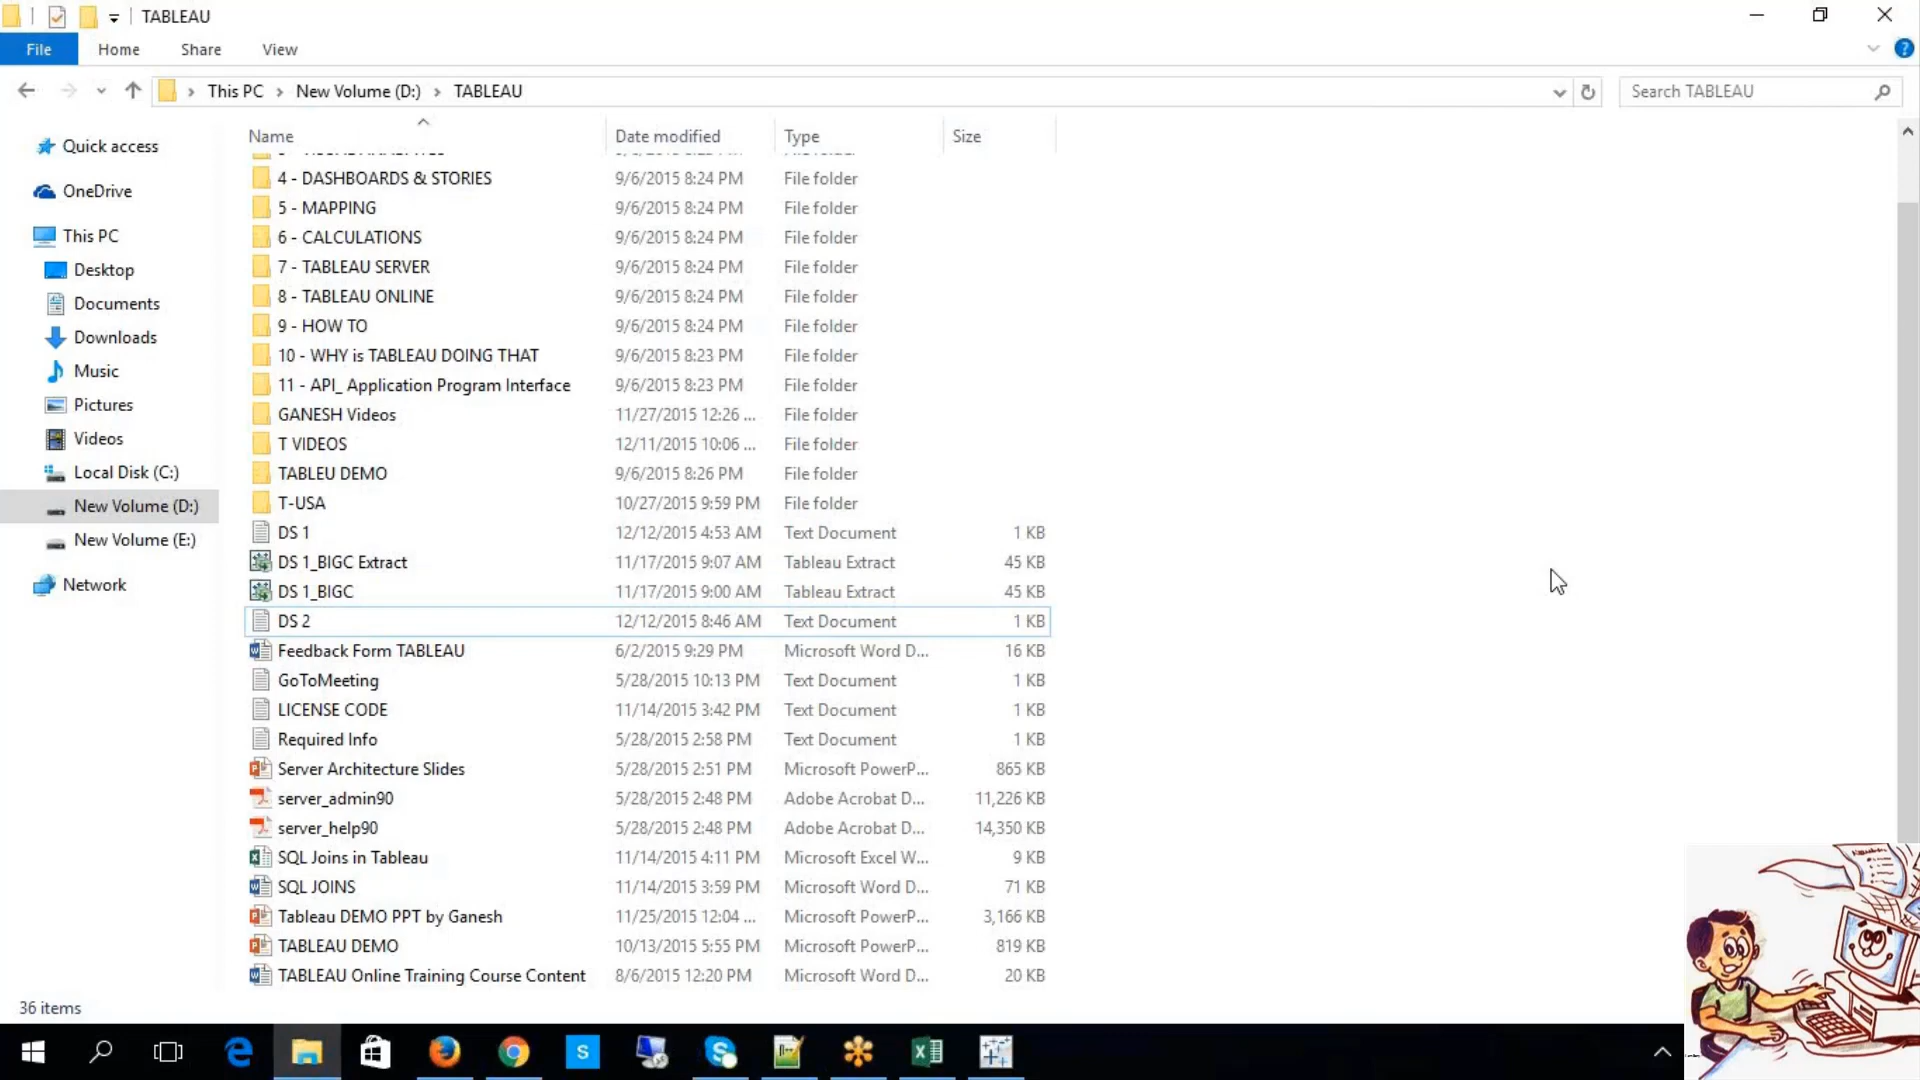 TABLEAU
File Home Share View
This PC New Volume (D:) TABLEAU Search TABLEAU
Name Date modified Type Size
Quick access
OneDrive
This PC
Desktop
Documents
Downloads
Music
Pictures
Videos
Local Disk (C:)
New Volume (D:)
New Volume (E:)
Network
4 - DASHBOARDS & STORIES 9/6/2015 8:24 PM File folder
5 - MAPPING 9/6/2015 8:24 PM File folder
6 - CALCULATIONS 9/6/2015 8:24 PM File folder
7 - TABLEAU SERVER 9/6/2015 8:24 PM File folder
8 - TABLEAU ONLINE 9/6/2015 8:24 PM File folder
9 - HOW TO 9/6/2015 8:24 PM File folder
10 - WHY is TABLEAU DOING THAT 9/6/2015 8:23 PM File folder
11 - API_ Application Program Interface 9/6/2015 8:23 PM File folder
GANESH Videos 11/27/2015 12:26 ... File folder
T VIDEOS 12/11/2015 10:06 ... File folder
TABLEU DEMO 9/6/2015 8:26 PM File folder
T-USA 10/27/2015 9:59 PM File folder
DS 1 12/12/2015 4:53 AM Text Document 1 KB
DS 1_BIGC Extract 11/17/2015 9:07 AM Tableau Extract 45 KB
DS 1_BIGC 11/17/2015 9:00 AM Tableau Extract 45 KB
DS 2 12/12/2015 8:46 AM Text Document 1 KB
Feedback Form TABLEAU 6/2/2015 9:29 PM Microsoft Word D... 16 KB
GoToMeeting 5/28/2015 10:13 PM Text Document 1 KB
LICENSE CODE 11/14/2015 3:42 PM Text Document 1 KB
Required Info 5/28/2015 2:58 PM Text Document 1 KB
Server Architecture Slides 5/28/2015 2:51 PM Microsoft PowerP... 865 KB
server_admin90 5/28/2015 2:48 PM Adobe Acrobat D... 11,226 KB
server_help90 5/28/2015 2:48 PM Adobe Acrobat D... 14,350 KB
SQL Joins in Tableau 11/14/2015 4:11 PM Microsoft Excel W... 9 KB
SQL JOINS 11/14/2015 3:59 PM Microsoft Word D... 71 KB
Tableau DEMO PPT by Ganesh 11/25/2015 12:04 ... Microsoft PowerP... 3,166 KB
TABLEAU DEMO 10/13/2015 5:55 PM Microsoft PowerP... 819 KB
TABLEAU Online Training Course Content 8/6/2015 12:20 PM Microsoft Word D... 20 KB
36 items